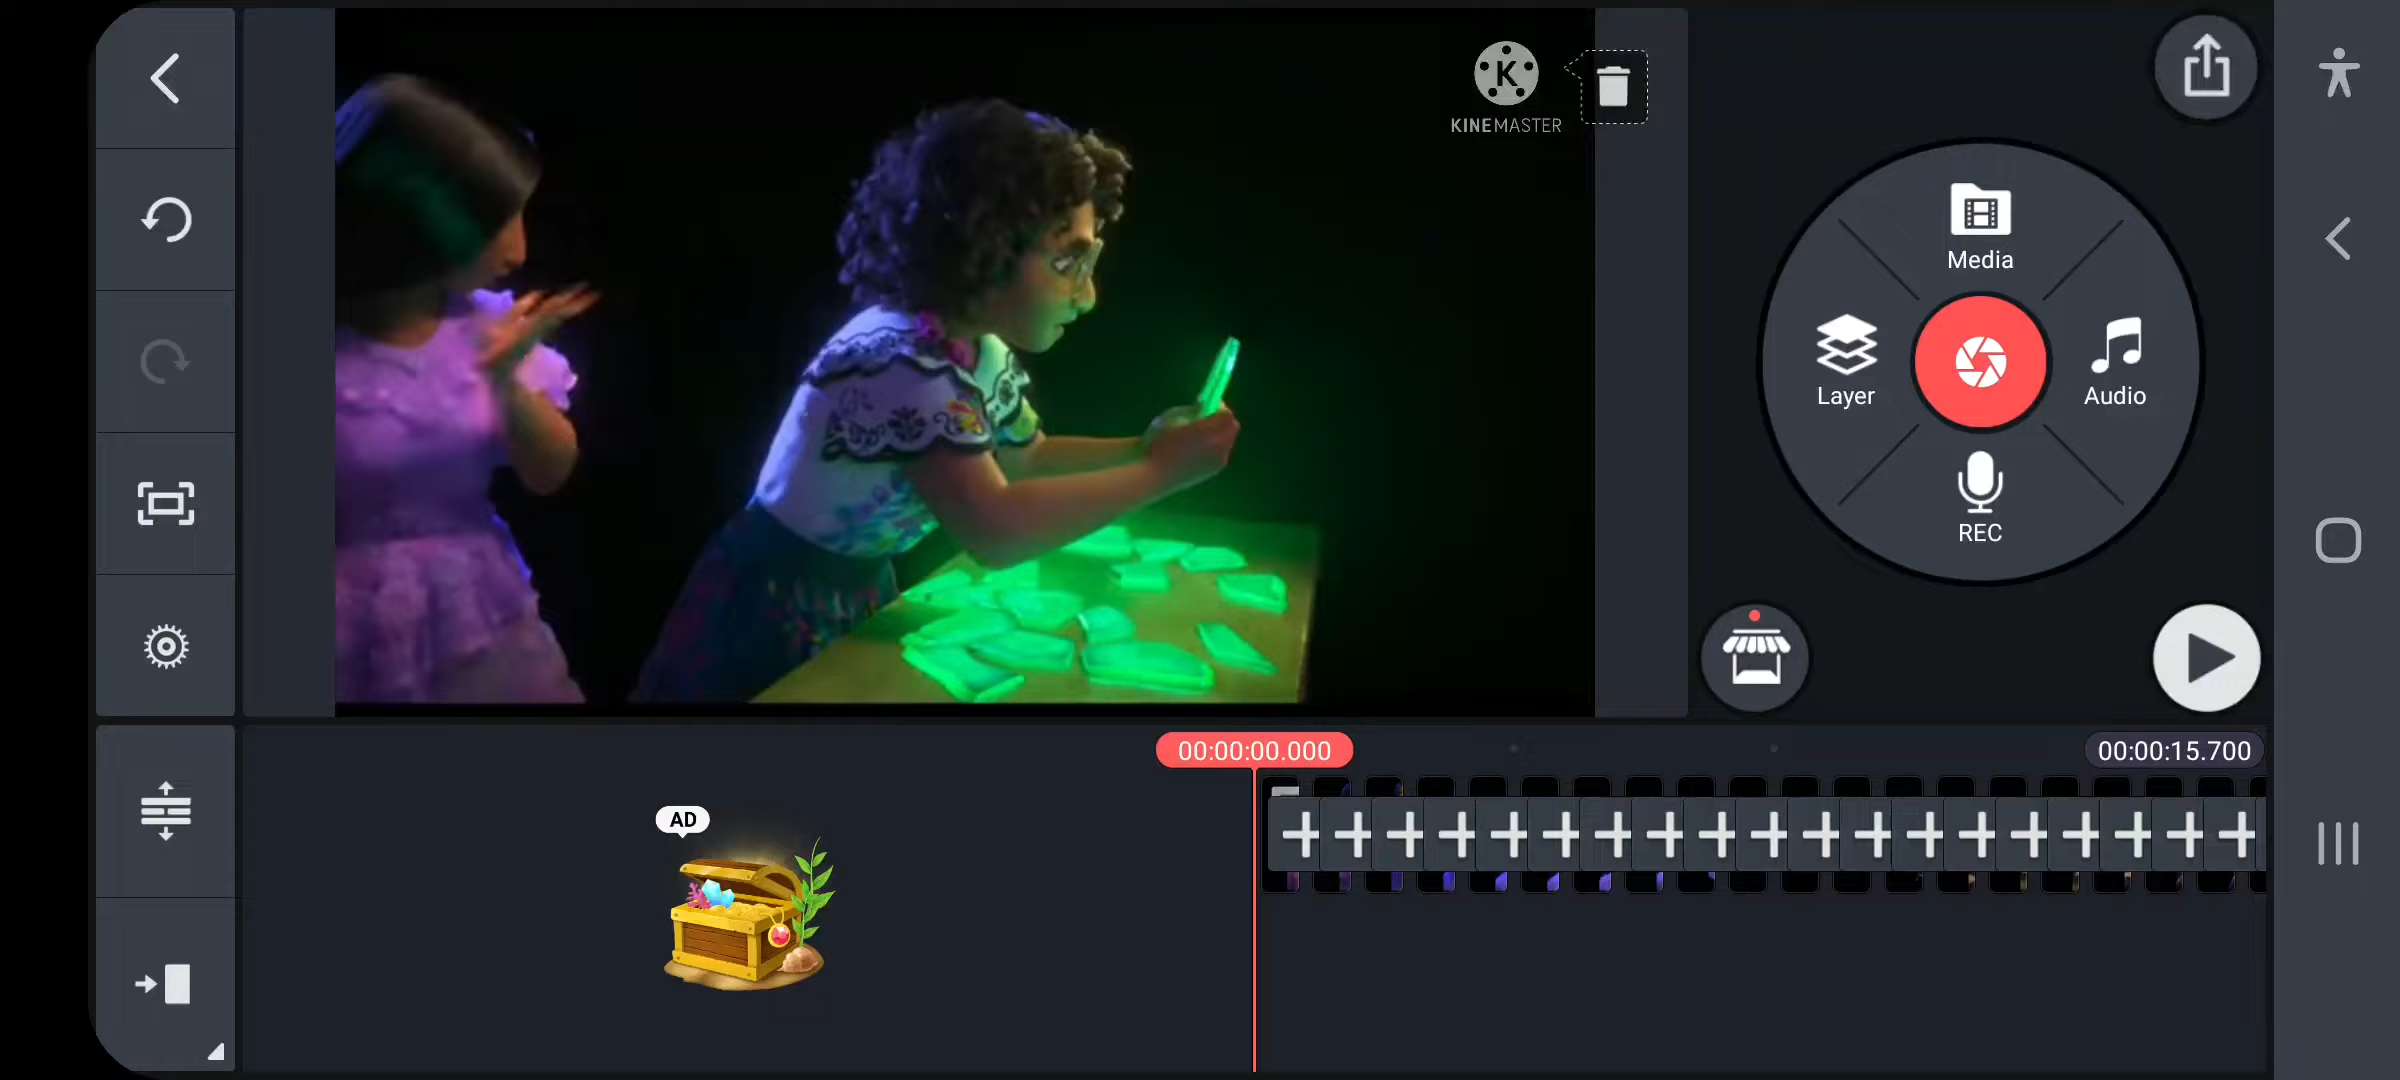 K
KINEMASTER
Media
Layer
Audio
REC
00:00:00.000
00:00:15.700
AD